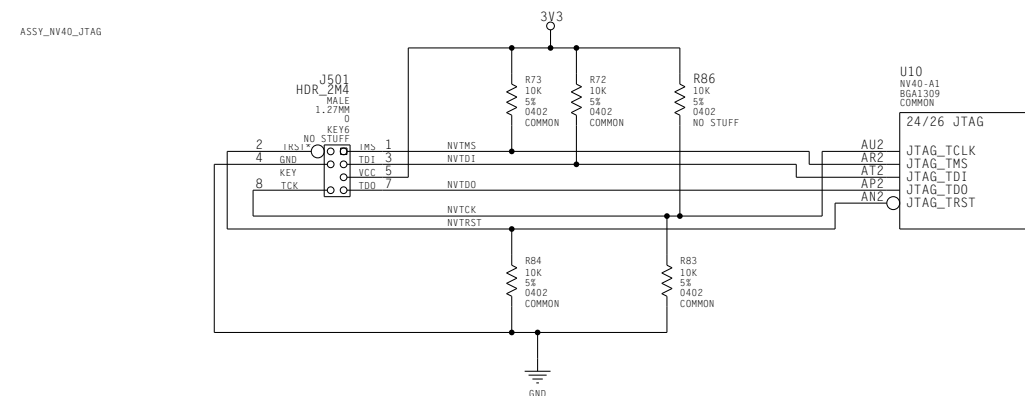 3V3
ASSY_NV40_JTAG
J501
HDR_2M4
MALE
1.27MM
0
KEY6
NO STUFF
R73
10K
5%
0402
COMMON
R72
10K
5%
0402
COMMON
R86
10K
5%
0402
NO STUFF
U10
NV40-A1
BGA1309
COMMON
24/26 JTAG
2 TRST* TMS 1 NVTMS
4 GND TDI 3 NVTDI
KEY VCC 5
8 TCK TDO 7 NVTDO
NVTCK
NVTRST
AU2 JTAG_TCLK
AR2 JTAG_TMS
AT2 JTAG_TDI
AP2 JTAG_TDO
AN2 JTAG_TRST
R84
10K
5%
0402
COMMON
R83
10K
5%
0402
COMMON
GND